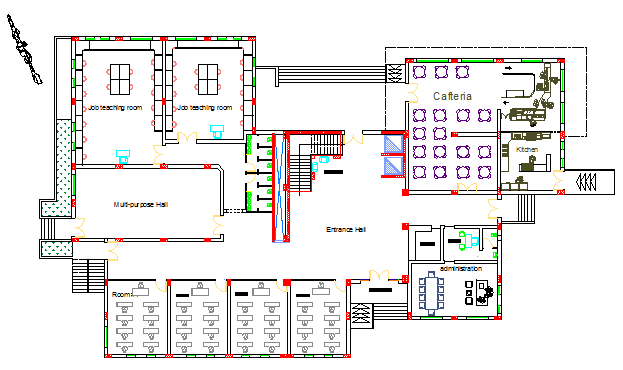 Cafteria
Job teaching room
Job teaching room
Kitchen
Multi-purpose Hall
Entrance Hall
administration
Room